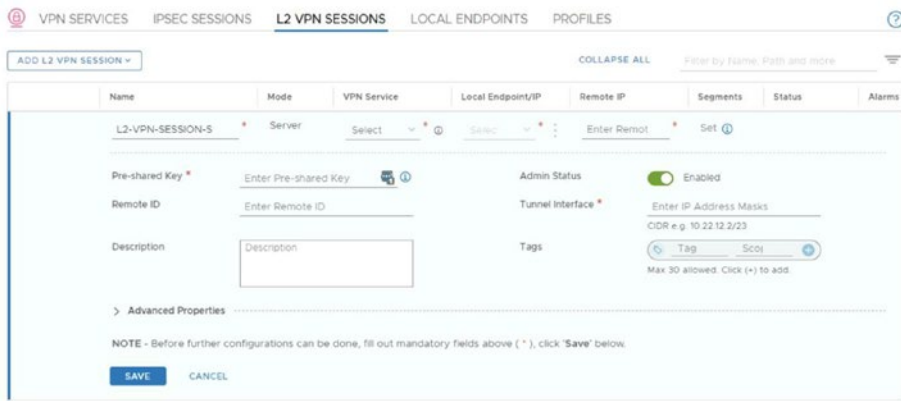 VPN SERVICES IPSEC SESSIONS L2 VPN SESSIONS LOCAL ENDPOINTS PROFILES
ADD L2 VPN SESSION COLLAPSE ALL Filter by Name, Path and more
Name Mode VPN Service Local Endpoint/IP Remote IP Segments Status Alarms
L2-VPN-SESSION-S * Server Select * Selec * Enter Remot * Set
Pre-shared Key * Enter Pre-shared Key Admin Status Enabled
Remote ID Enter Remote ID Tunnel Interface * Enter IP Address Masks
CIDR e.g. 10.22.12.2/23
Description Description Tags Tag Scop
Max 30 allowed. Click (+) to add.
Advanced Properties
NOTE - Before further configurations can be done, fill out mandatory fields above ( * ), click 'Save' below.
SAVE CANCEL